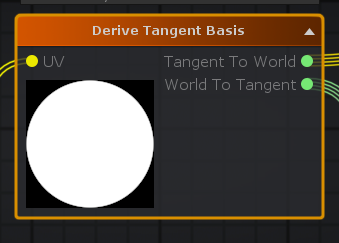 Derive Tangent Basis
UV
Tangent To World
World To Tangent